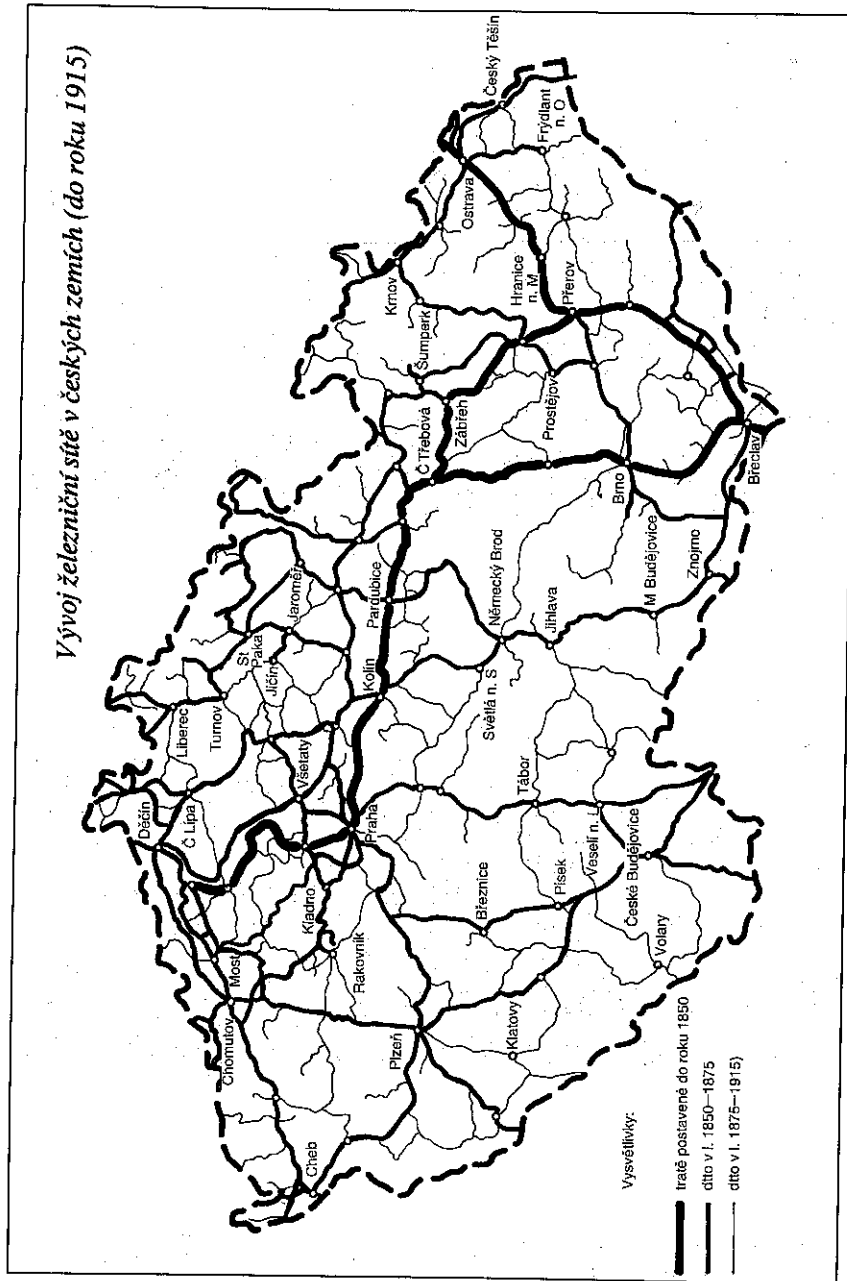 Vývoj železniční sítě v českých zemích (do roku 1915)
Děčín
Č Lípa
Liberec
Turnov
St
Paka
Jičín
Jaroměř
Všetaty
Most
Chomutov
Kladno
Praha
Kolín
Pardubice
Cheb
Rakovník
Plzeň
Březnice
Klatovy
Písek
Tábor
Veselí n. L
České Budějovice
Volary
Světlá n. S
Německý Brod
Jihlava
M Budějovice
Znojmo
Č Třebová
Zábřeh
Šumperk
Krnov
Ostrava
Český Těšín
Frýdlant
n. O
Hranice
n. M
Přerov
Prostějov
Brno
Břeclav
Vysvětlivky:
tratě postavené do roku 1850
dtto v l. 1850–1875
dtto v l. 1875–1915)